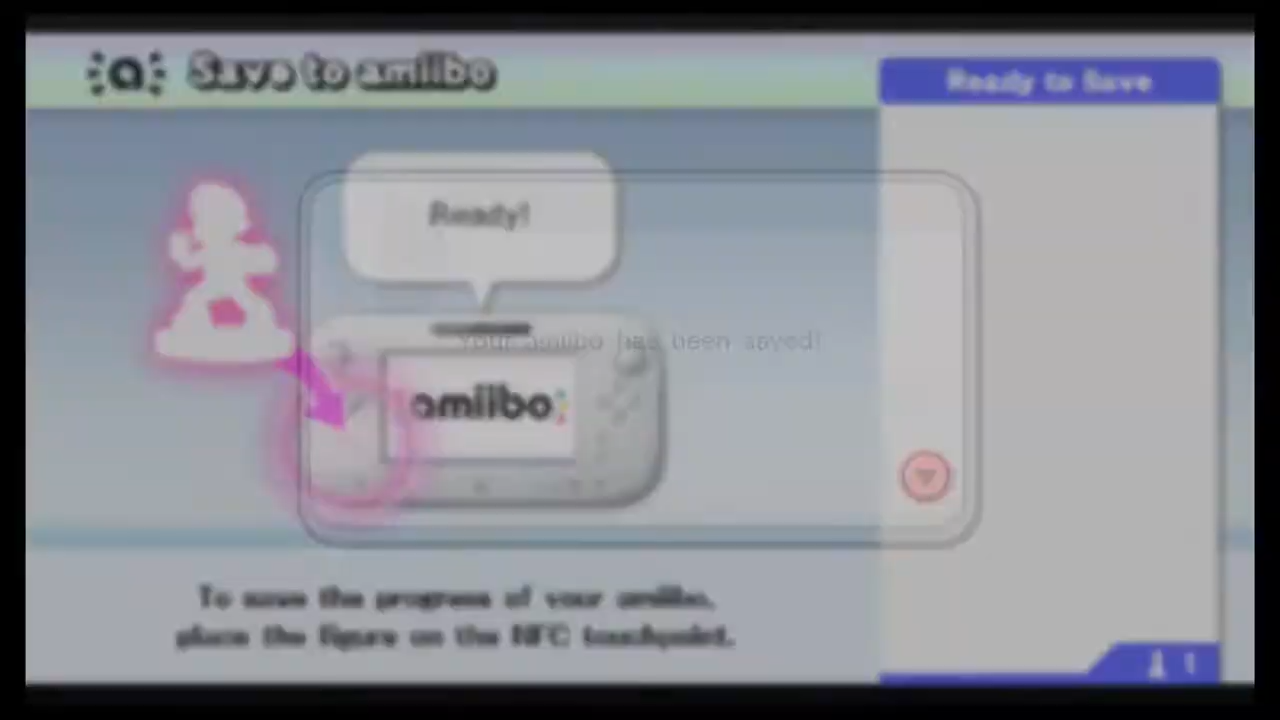 Save to amiibo
Ready to Save
Ready!
Your amiibo has been saved!
amiibo
To save the progress of your amiibo,
place the figure on the NFC touchpoint.
1